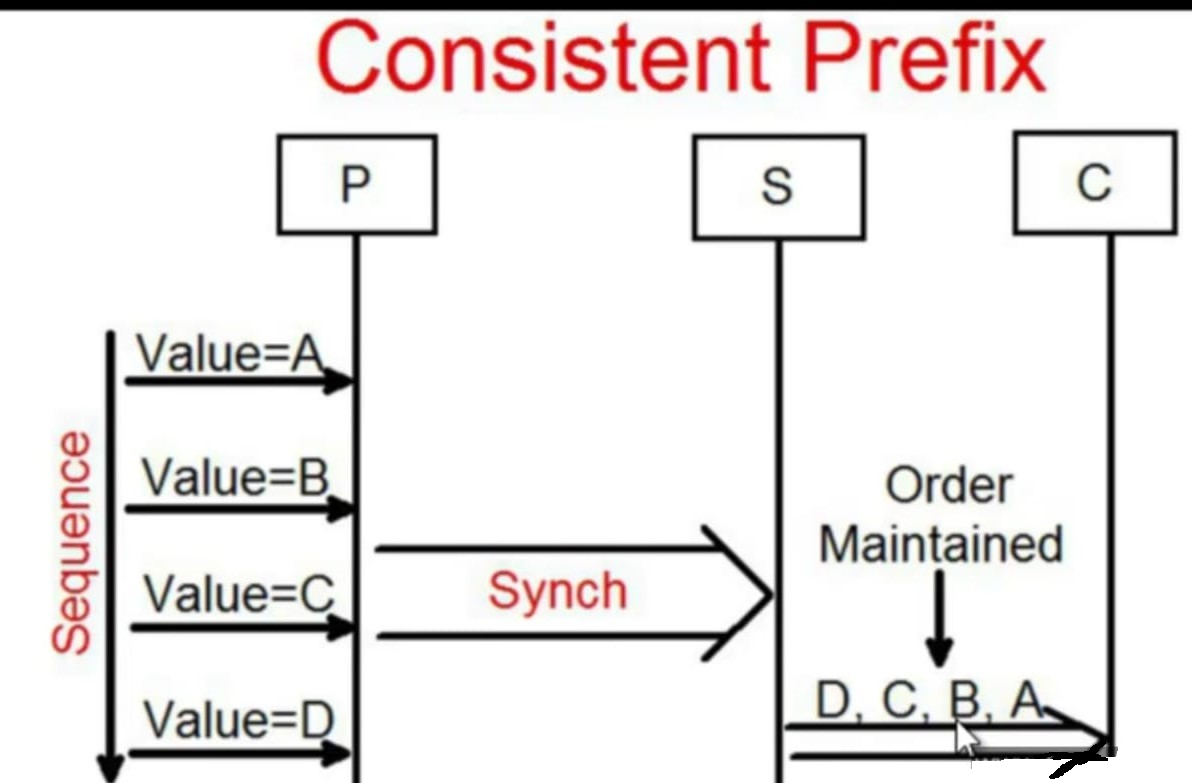 Consistent Prefix
P
S
C
Value=A
Value=B
Value=C
Value=D
Sequence
Synch
Order
Maintained
D, C, B, A